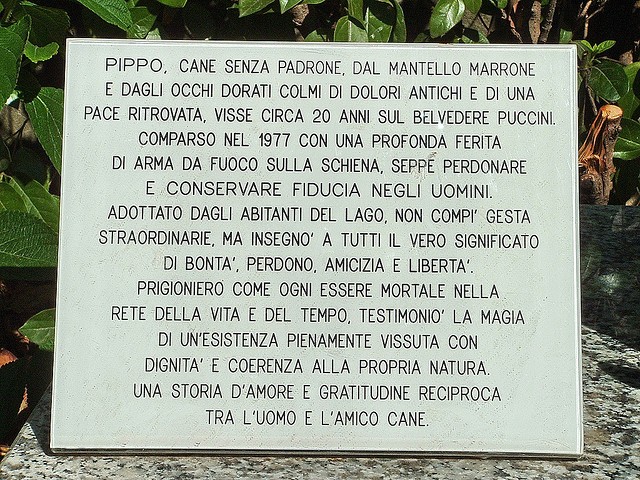 PIPPO, CANE SENZA PADRONE, DAL MANTELLO MARRONE
E DAGLI OCCHI DORATI COLMI DI DOLORI ANTICHI E DI UNA
PACE RITROVATA, VISSE CIRCA 20 ANNI SUL BELVEDERE PUCCINI.
COMPARSO NEL 1977 CON UNA PROFONDA FERITA
DI ARMA DA FUOCO SULLA SCHIENA, SEPPE PERDONARE
E CONSERVARE FIDUCIA NEGLI UOMINI.
ADOTTATO DAGLI ABITANTI DEL LAGO, NON COMPI' GESTA
STRAORDINARIE, MA INSEGNO' A TUTTI IL VERO SIGNIFICATO
DI BONTA', PERDONO, AMICIZIA E LIBERTA'.
PRIGIONIERO COME OGNI ESSERE MORTALE NELLA
RETE DELLA VITA E DEL TEMPO, TESTIMONIO' LA MAGIA
DI UN'ESISTENZA PIENAMENTE VISSUTA CON
DIGNITA' E COERENZA ALLA PROPRIA NATURA.
UNA STORIA D'AMORE E GRATITUDINE RECIPROCA
TRA L'UOMO E L'AMICO CANE.